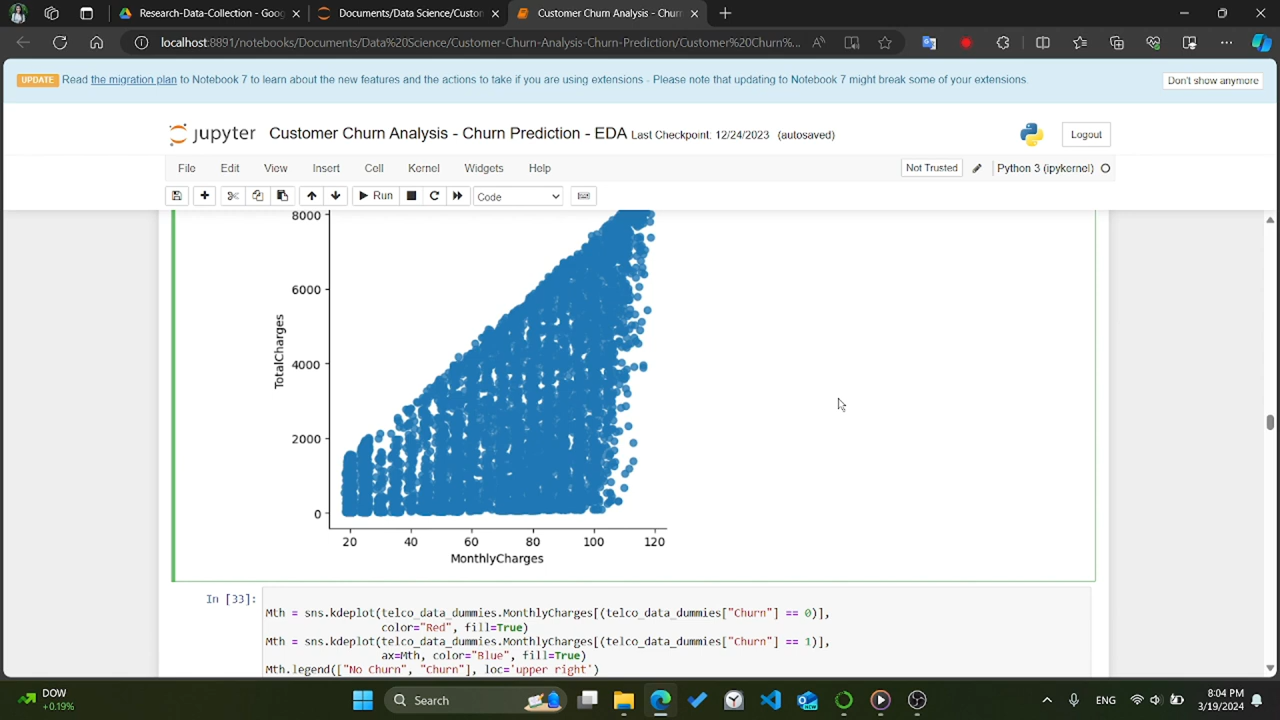 Research-Data-Collection - Goog
Documents/Data Science/Custom
Customer Churn Analysis - Churn
localhost:8891/notebooks/Documents/Data%20Science/Customer-Churn-Analysis-Churn-Prediction/Customer%20Churn%...
UPDATE Read the migration plan to Notebook 7 to learn about the new features and the actions to take if you are using extensions - Please note that updating to Notebook 7 might break some of your extensions.
Don't show anymore
jupyter Customer Churn Analysis - Churn Prediction - EDA Last Checkpoint: 12/24/2023 (autosaved)
Logout
File Edit View Insert Cell Kernel Widgets Help
Not Trusted
Python 3 (ipykernel)
Run
Code
8000
6000
4000
2000
0
TotalCharges
20 40 60 80 100 120
MonthlyCharges
In [33]:
Mth = sns.kdeplot(telco_data_dummies.MonthlyCharges[(telco_data_dummies["Churn"] == 0)],
color="Red", fill=True)
Mth = sns.kdeplot(telco_data_dummies.MonthlyCharges[(telco_data_dummies["Churn"] == 1)],
ax=Mth, color="Blue", fill=True)
Mth.legend(["No Churn", "Churn"], loc='upper right')
DOW
+0.19%
Search
ENG
8:04 PM
3/19/2024